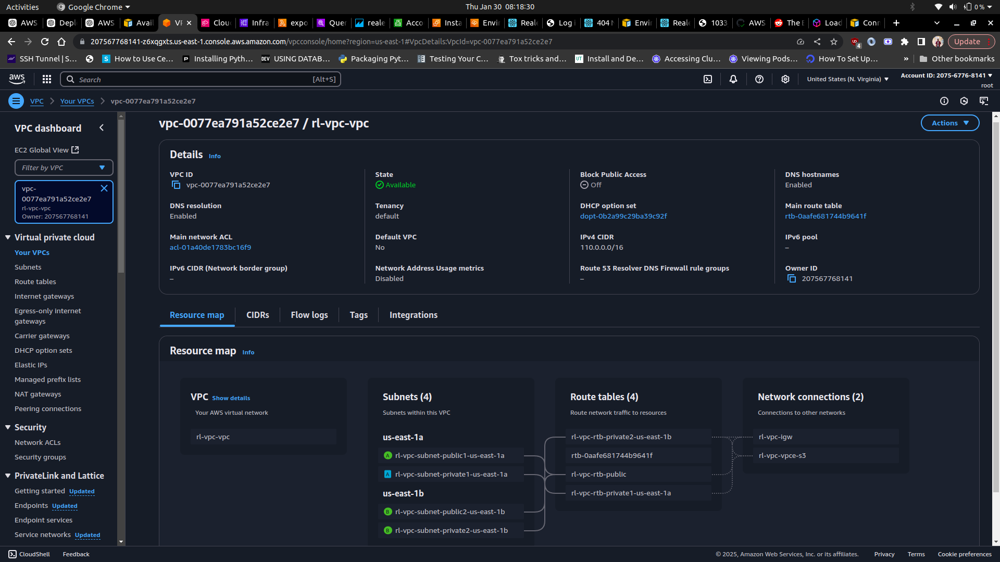 Activities
Google Chrome
Thu Jan 30 08:18:30
0 %
AWS
Depl
AWS
Avail
VP
Clou
Infra
expo
Quer
reale
Acco
Insta
Envir
Reale
Log i
404 N
Envir
Reale
1033
AWS
The B
Load
Conn
207567768141-z6xqgxts.us-east-1.console.aws.amazon.com/vpcconsole/home?region=us-east-1#VpcDetails:VpcId=vpc-0077ea791a52ce2e7
4
Update
SSH Tunnel | S...
How to Use Ce...
Installing Pyth...
DEV
USING DATAB...
Packaging Pyt...
Testing Your C...
Tox tricks and...
UT
Install and De...
Accessing Clu...
Viewing Pods...
How To Set Up...
»
Other bookmarks
aws
Search
[Alt+S]
United States (N. Virginia)
Account ID: 2075-6776-8141
root
VPC
Your VPCs
vpc-0077ea791a52ce2e7
VPC dashboard
EC2 Global View
Filter by VPC
vpc-
0077ea791a52ce2e7
rl-vpc-vpc
Owner: 207567768141
Virtual private cloud
Your VPCs
Subnets
Route tables
Internet gateways
Egress-only internet
gateways
Carrier gateways
DHCP option sets
Elastic IPs
Managed prefix lists
NAT gateways
Peering connections
Security
Network ACLs
Security groups
PrivateLink and Lattice
Getting started Updated
Endpoints Updated
Endpoint services
Service networks Updated
vpc-0077ea791a52ce2e7 / rl-vpc-vpc
Actions
Details Info
VPC ID
vpc-0077ea791a52ce2e7
State
Available
Block Public Access
Off
DNS hostnames
Enabled
DNS resolution
Enabled
Tenancy
default
DHCP option set
dopt-0b2a99c29ba39c92f
Main route table
rtb-0aafe681744b9641f
Main network ACL
acl-01a40de1783bc16f9
Default VPC
No
IPv4 CIDR
110.0.0.0/16
IPv6 pool
–
IPv6 CIDR (Network border group)
–
Network Address Usage metrics
Disabled
Route 53 Resolver DNS Firewall rule groups
–
Owner ID
207567768141
Resource map
CIDRs
Flow logs
Tags
Integrations
Resource map Info
VPC Show details
Your AWS virtual network
rl-vpc-vpc
Subnets (4)
Subnets within this VPC
us-east-1a
A rl-vpc-subnet-public1-us-east-1a
A rl-vpc-subnet-private1-us-east-1a
us-east-1b
B rl-vpc-subnet-public2-us-east-1b
B rl-vpc-subnet-private2-us-east-1b
Route tables (4)
Route network traffic to resources
rl-vpc-rtb-private2-us-east-1b
rtb-0aafe681744b9641f
rl-vpc-rtb-public
rl-vpc-rtb-private1-us-east-1a
Network connections (2)
Connections to other networks
rl-vpc-igw
rl-vpc-vpce-s3
CloudShell
Feedback
© 2025, Amazon Web Services, Inc. or its affiliates.
Privacy
Terms
Cookie preferences